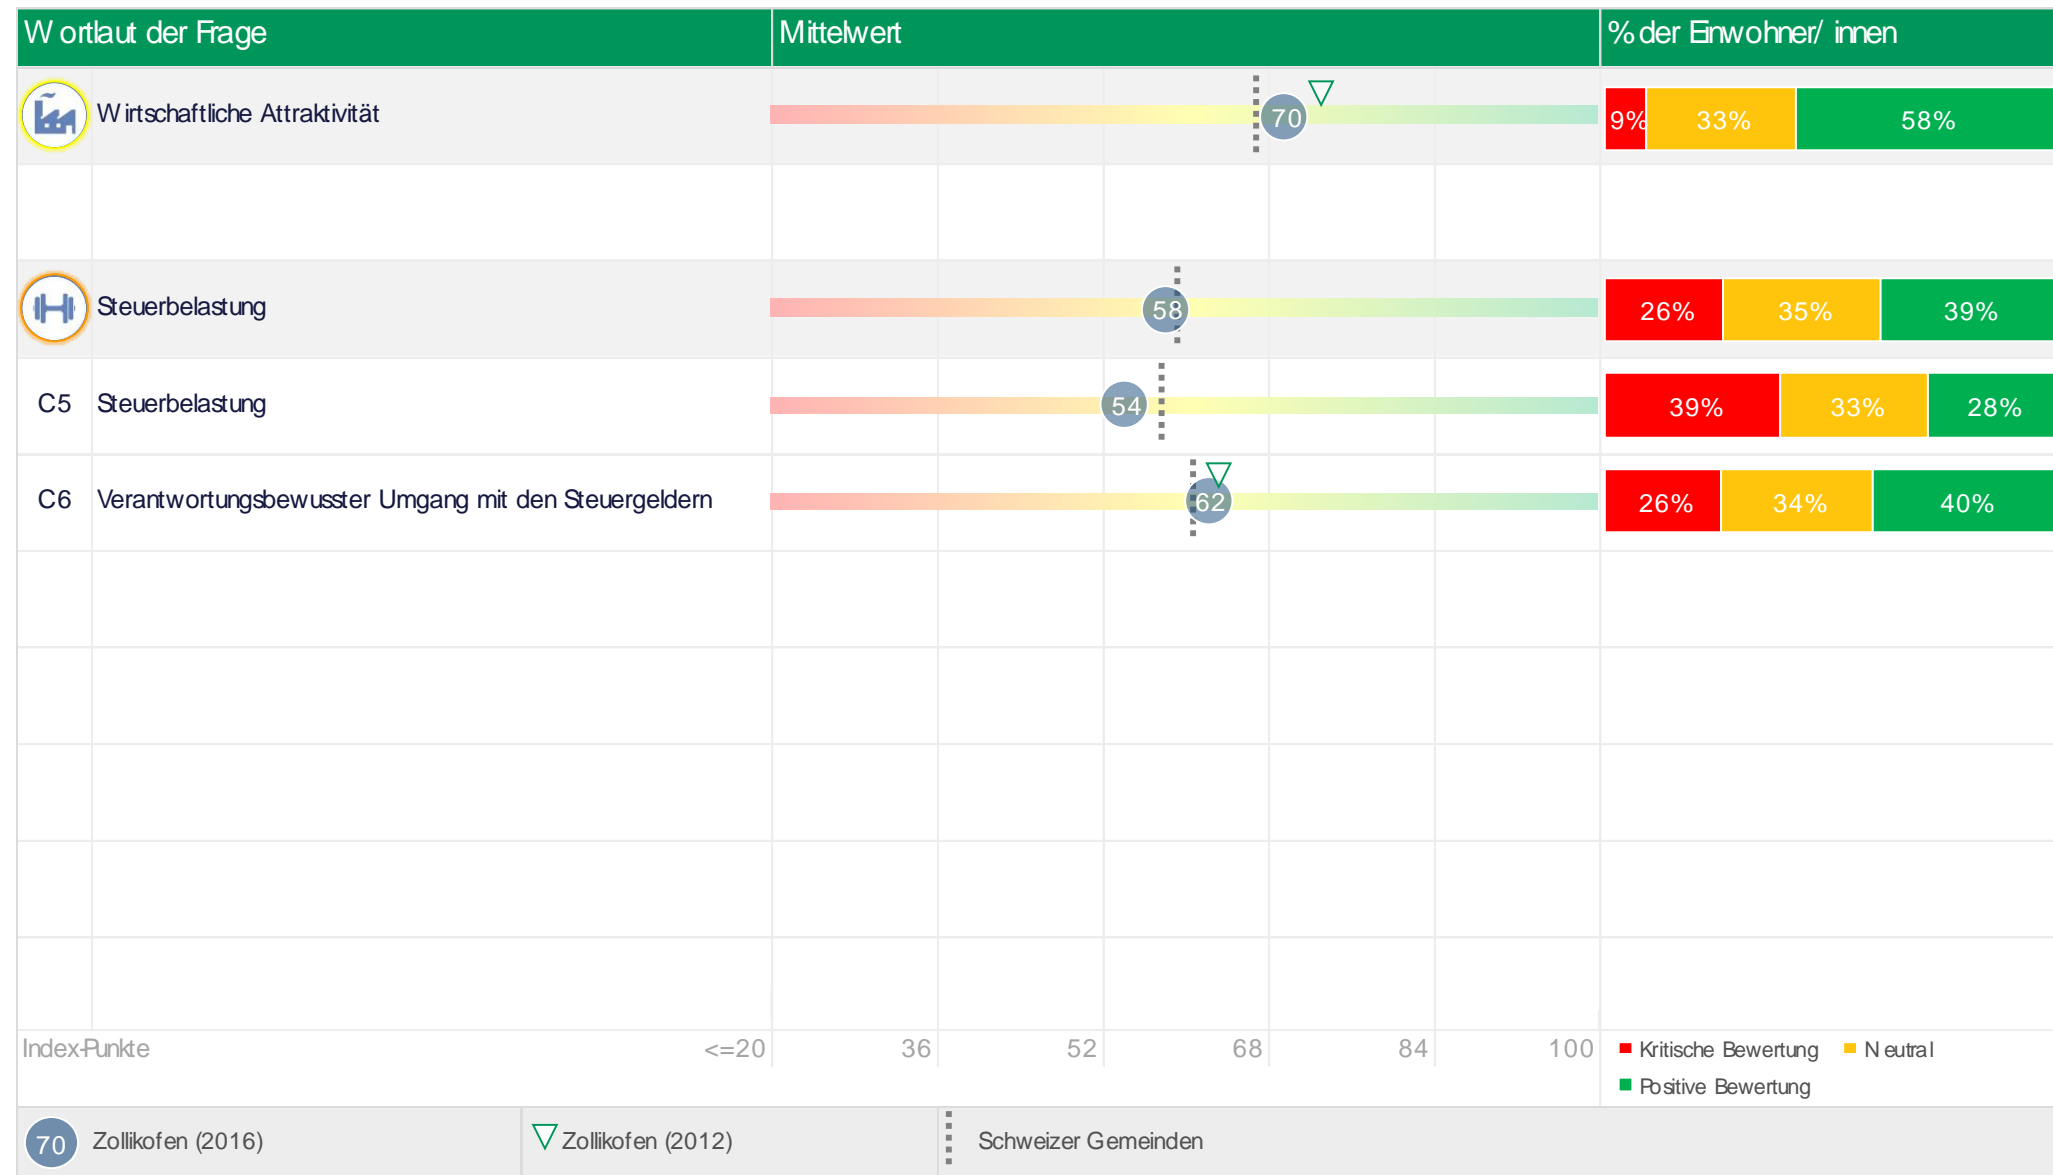 Wortlaut der Frage Mittelwert % der Einwohner/innen
Wirtschaftliche Attraktivität 70 9% 33% 58%
Steuerbelastung 58 26% 35% 39%
C5 Steuerbelastung 54 39% 33% 28%
C6 Verantwortungsbewusster Umgang mit den Steuergeldern 62 26% 34% 40%
Index-Punkte <=20 36 52 68 84 100
Kritische Bewertung Neutral
Positive Bewertung
70 Zollikofen (2016) Zollikofen (2012) Schweizer Gemeinden